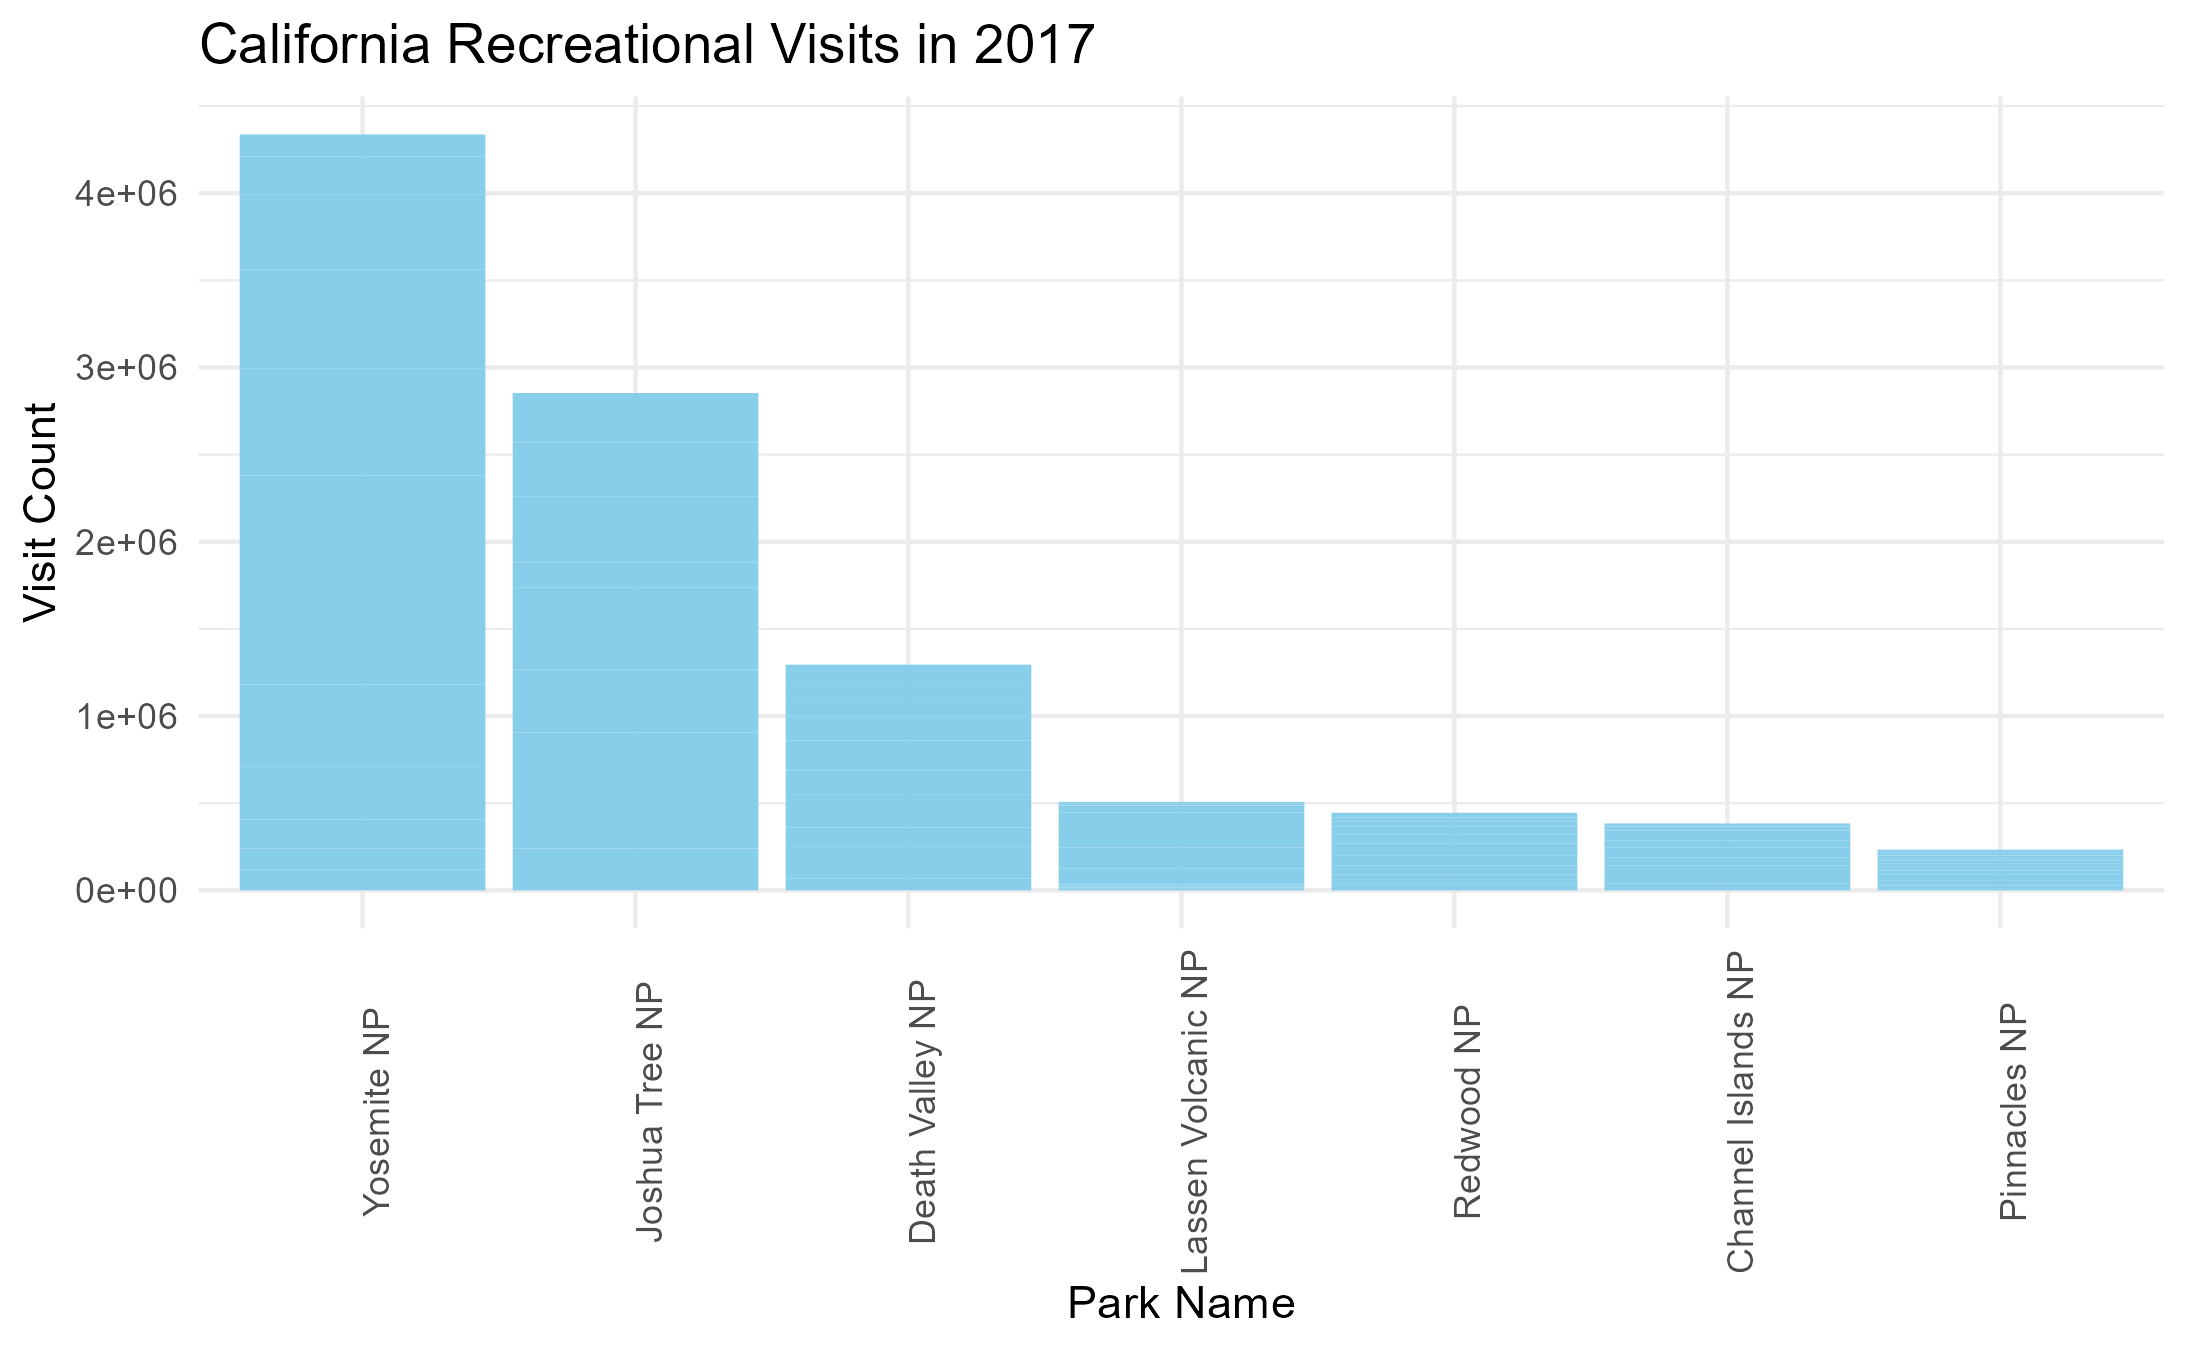 California Recreational Visits in 2017
Visit Count
4e+06
3e+06
2e+06
1e+06
0e+00
Yosemite NP
Joshua Tree NP
Death Valley NP
Lassen Volcanic NP
Redwood NP
Channel Islands NP
Pinnacles NP
Park Name